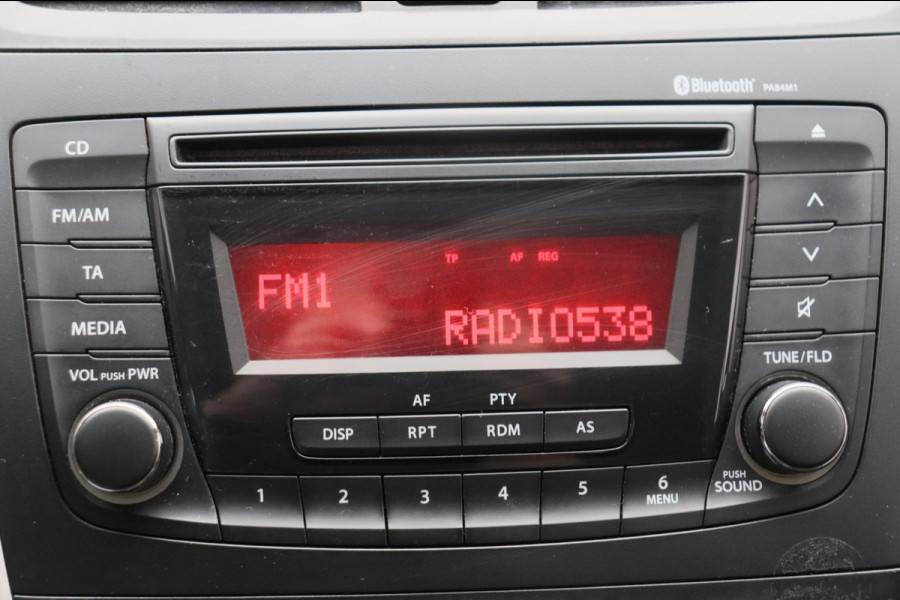 Bluetooth PA84M1
CD
FM/AM
TA
MEDIA
VOL PUSH PWR
TP AF REG
FM1
RADIO538
AF PTY
DISP RPT RDM AS
1 2 3 4 5 6
MENU
TUNE/FLD
PUSH
SOUND